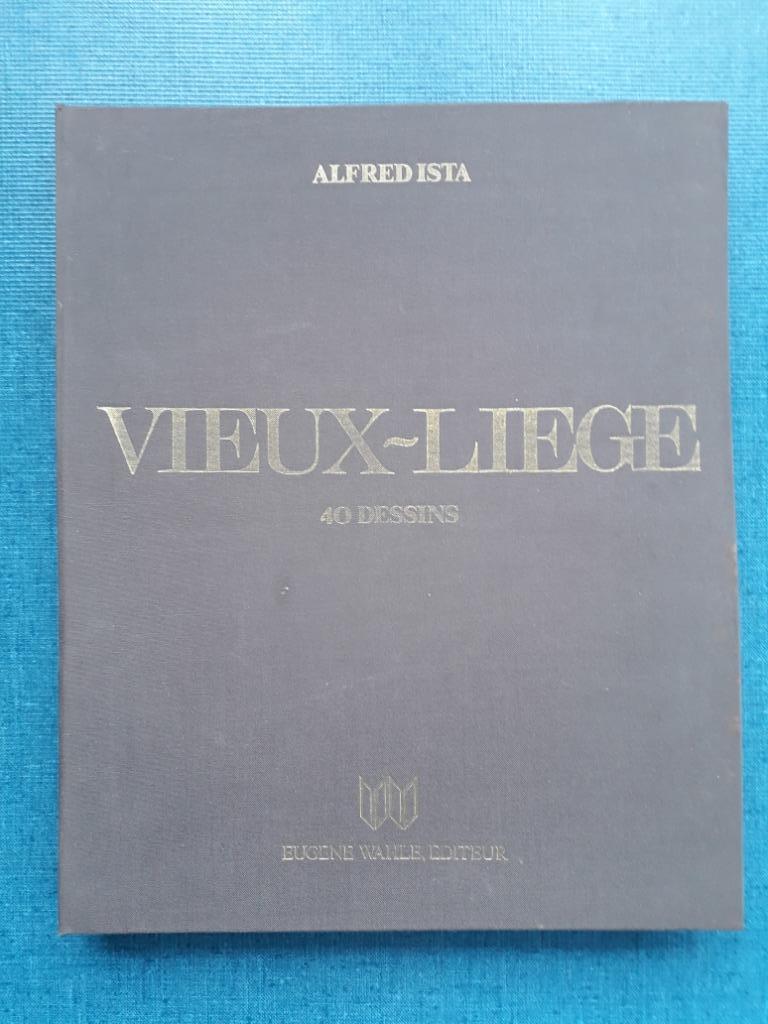 ALFRED ISTA
VIEUX~LIEGE
40 DESSINS
EUGENE WAHLE, EDITEUR